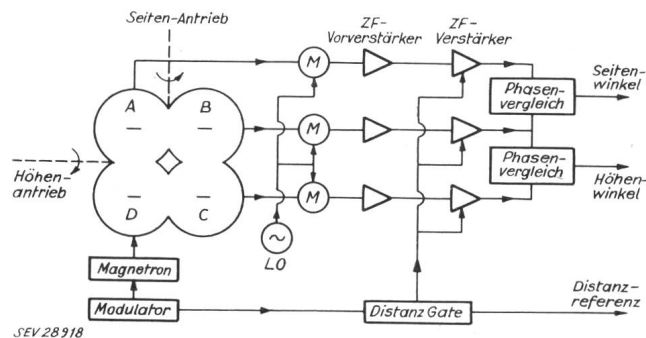 Seiten-Antrieb
ZF-
Vorverstärker
ZF-
Verstärker
A
B
M
Seiten-
winkel
Phasen-
vergleich
M
Höhen-
antrieb
Phasen-
vergleich
Höhen-
winkel
D
C
M
~
LO
Magnetron
Modulator
Distanz Gate
Distanz-
referenz
SEV 28918